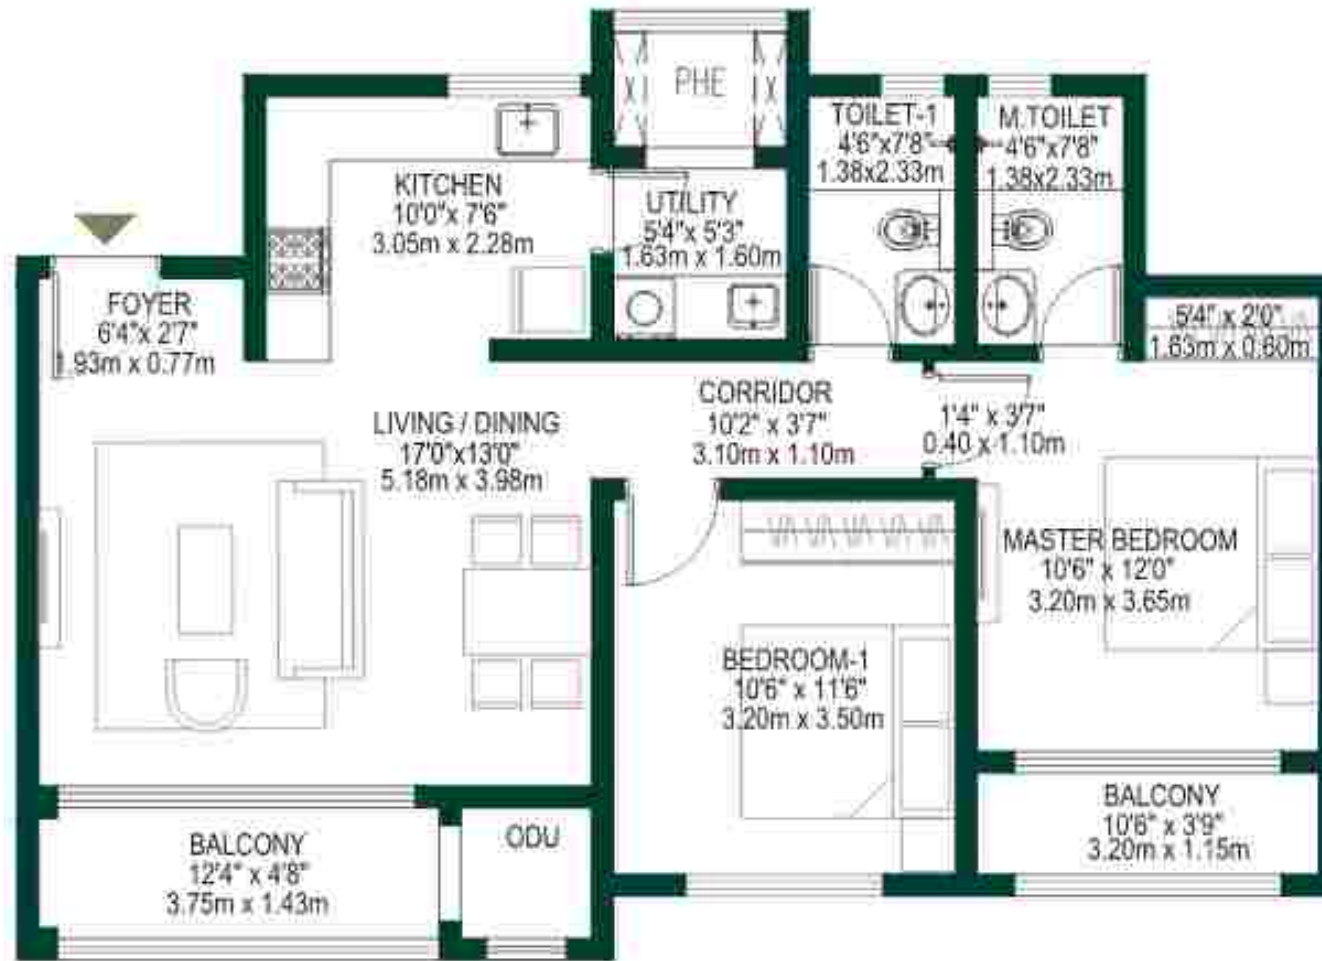 PHE
TOILET-1
4'6"x7'8"
1.38x2.33m
M.TOILET
4'6"x7'8"
1.38x2.33m
KITCHEN
10'0"x 7'6"
3.05m x 2.28m
UTILITY
5'4"x 5'3"
1.63m x 1.60m
FOYER
6'4"x 2'7"
1.93m x 0.77m
5'4" x 2'0"
1.63m x 0.60m
LIVING / DINING
17'0"x13'0"
5.18m x 3.98m
CORRIDOR
10'2" x 3'7"
3.10m x 1.10m
1'4" x 3'7"
0.40 x 1.10m
MASTER BEDROOM
10'6" x 12'0"
3.20m x 3.65m
BEDROOM-1
10'6" x 11'6"
3.20m x 3.50m
BALCONY
12'4" x 4'8"
3.75m x 1.43m
ODU
BALCONY
10'6" x 3'9"
3.20m x 1.15m